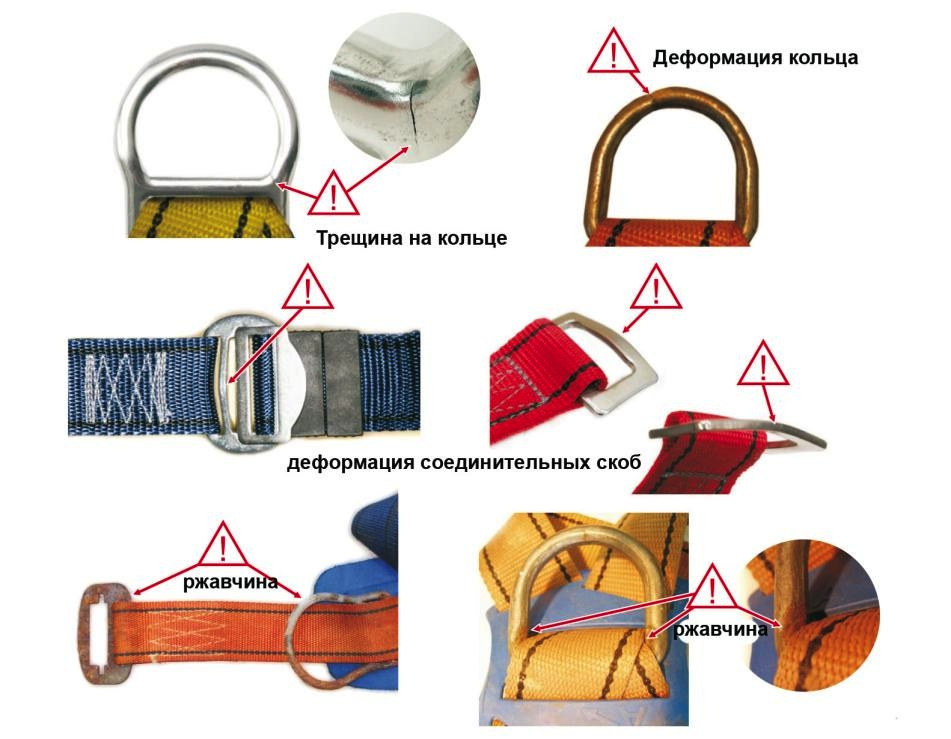 Деформация кольца
Трещина на кольце
деформация соединительных скоб
ржавчина
ржавчина